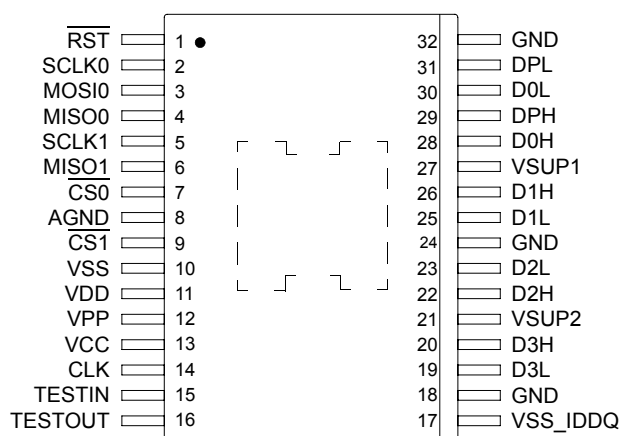 RST 1 32 GND
SCLK0 2 31 DPL
MOSI0 3 30 D0L
MISO0 4 29 DPH
SCLK1 5 28 D0H
MISO1 6 27 VSUP1
CS0 7 26 D1H
AGND 8 25 D1L
CS1 9 24 GND
VSS 10 23 D2L
VDD 11 22 D2H
VPP 12 21 VSUP2
VCC 13 20 D3H
CLK 14 19 D3L
TESTIN 15 18 GND
TESTOUT 16 17 VSS_IDDQ